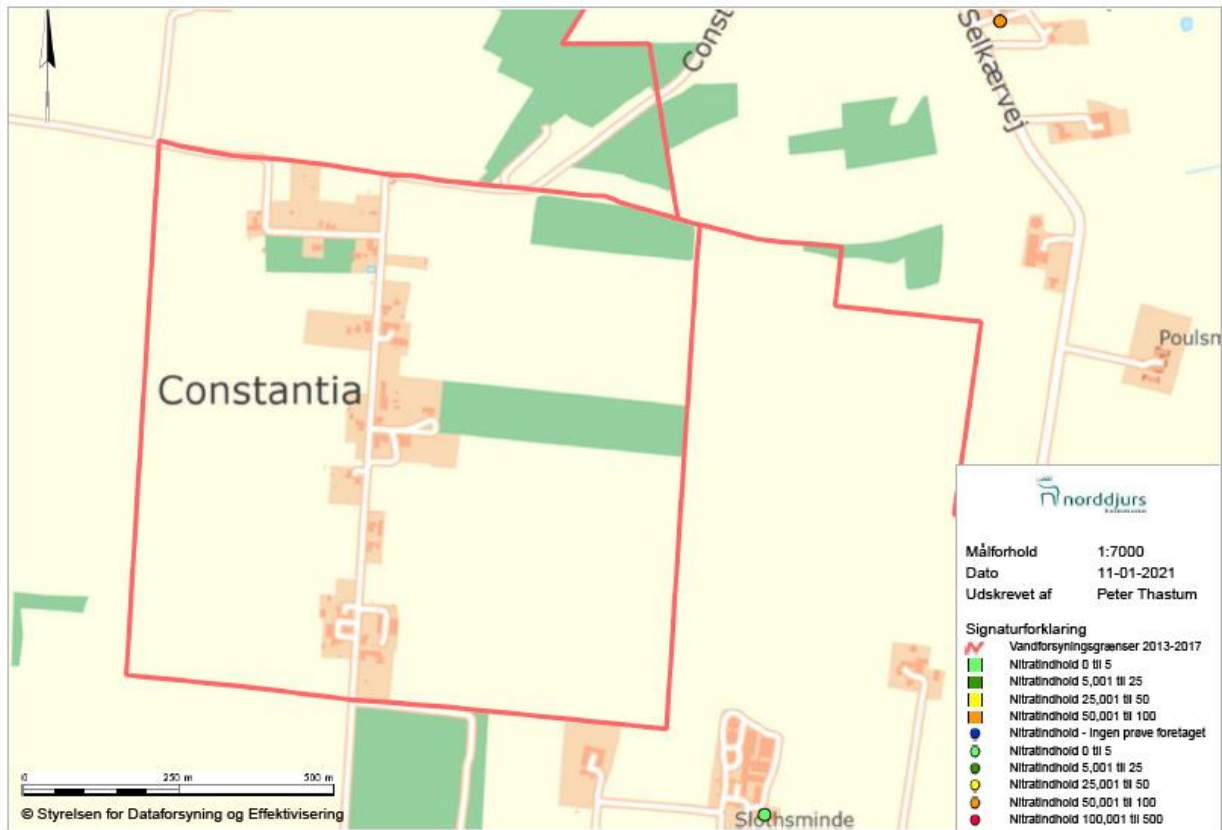 Const
Selkærvej
Constantia
Poulsm
norddjurs
kommune
Målforhold 1:7000
Dato 11-01-2021
Udskrevet af Peter Thastum
Signaturforklaring
Vandforsyningsgrænser 2013-2017
Nitratindhold 0 til 5
Nitratindhold 5,001 til 25
Nitratindhold 25,001 til 50
Nitratindhold 50,001 til 100
Nitratindhold - Ingen prøve foretaget
Nitratindhold 0 til 5
Nitratindhold 5,001 til 25
Nitratindhold 25,001 til 50
Nitratindhold 50,001 til 100
Nitratindhold 100,001 til 500
0 250 m 500 m
© Styrelsen for Dataforsyning og Effektivisering
Slothsminde